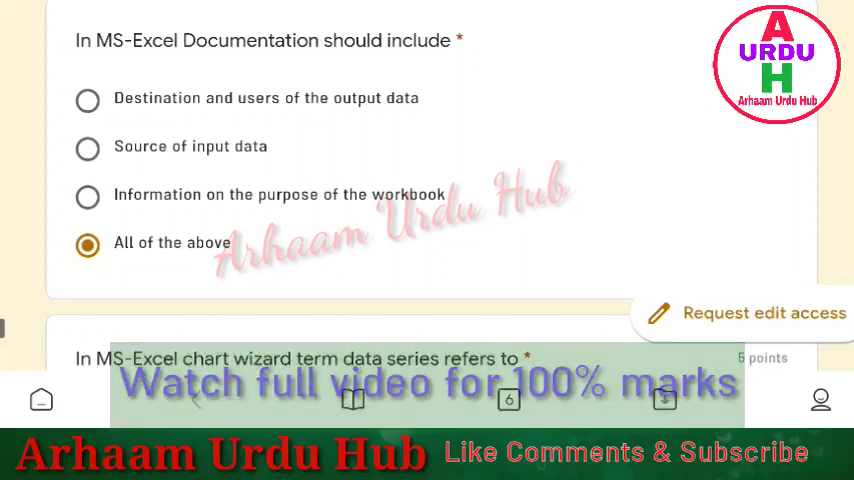 In MS-Excel Documentation should include *
A
URDU
H
Arhaam Urdu Hub
Destination and users of the output data
Source of input data
Information on the purpose of the workbook
All of the above
Arhaam Urdu Hub
Request edit access
In MS-Excel chart wizard term data series refers to *
5 points
Watch full video for 100% marks
6
Arhaam Urdu Hub
Like Comments & Subscribe